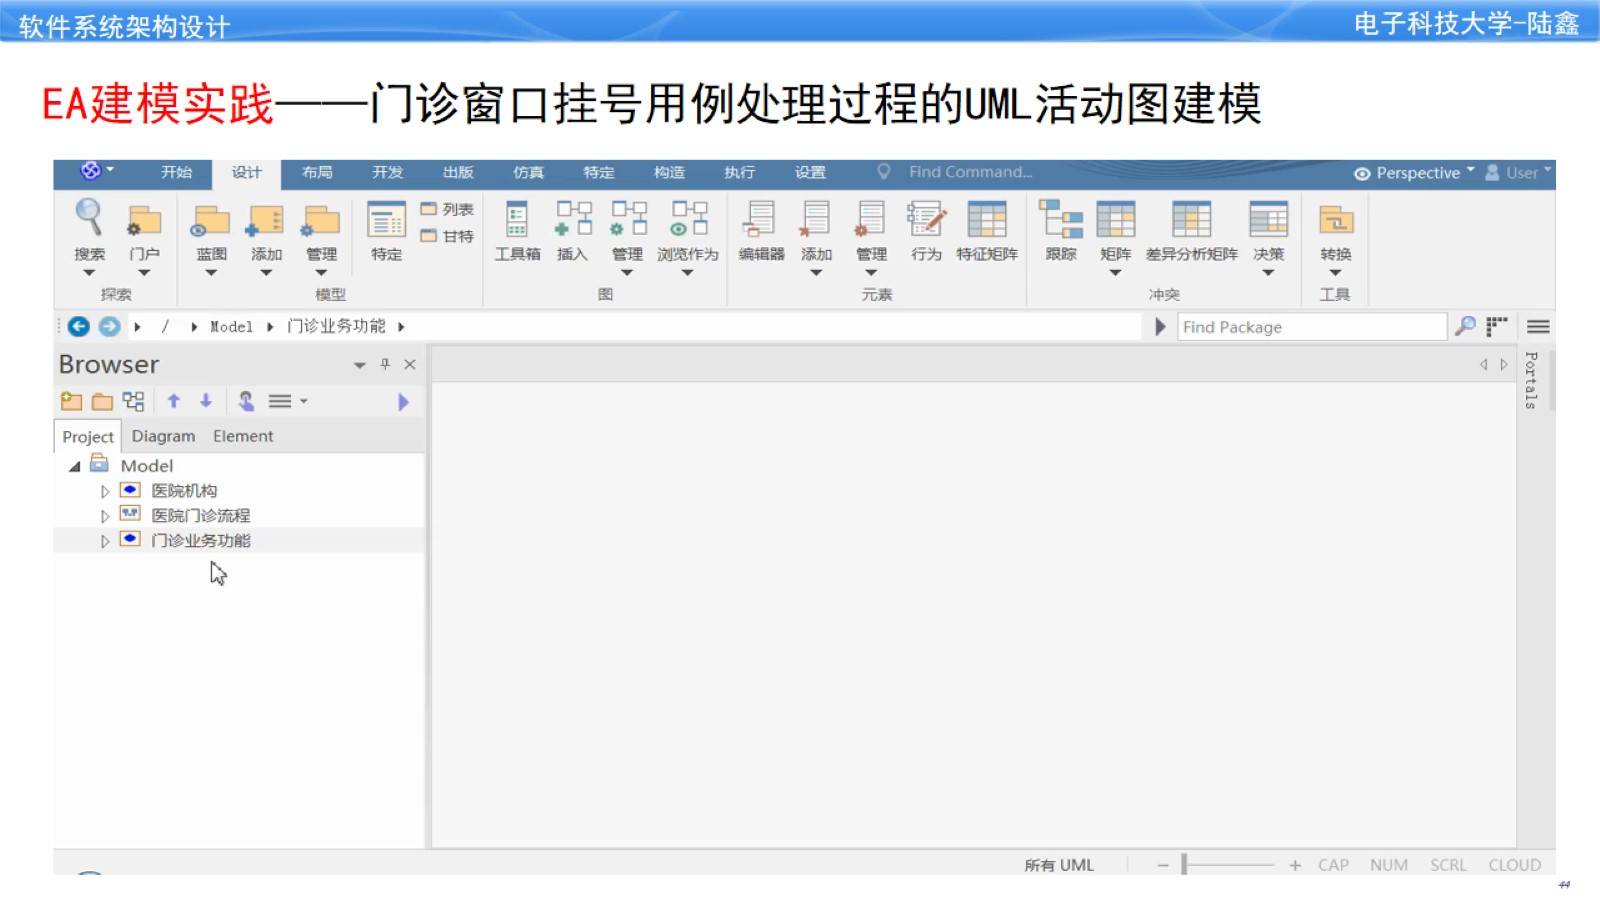 软件系统架构设计
电子科技大学-陆鑫
EA建模实践——门诊窗口挂号用例处理过程的UML活动图建模
开始 设计 布局 开发 出版 仿真 特定 构造 执行 设置 Find Command... Perspective User
搜索 门户 蓝图 添加 管理 特定 列表 甘特 工具箱 插入 管理 浏览作为 编辑器 添加 管理 行为 特征矩阵 跟踪 矩阵 差异分析矩阵 决策 转换
探索 模型 图 元素 冲突 工具
/ Model 门诊业务功能 Find Package
Browser
Portals
Project Diagram Element
Model
医院机构
医院门诊流程
门诊业务功能
所有 UML CAP NUM SCRL CLOUD
44